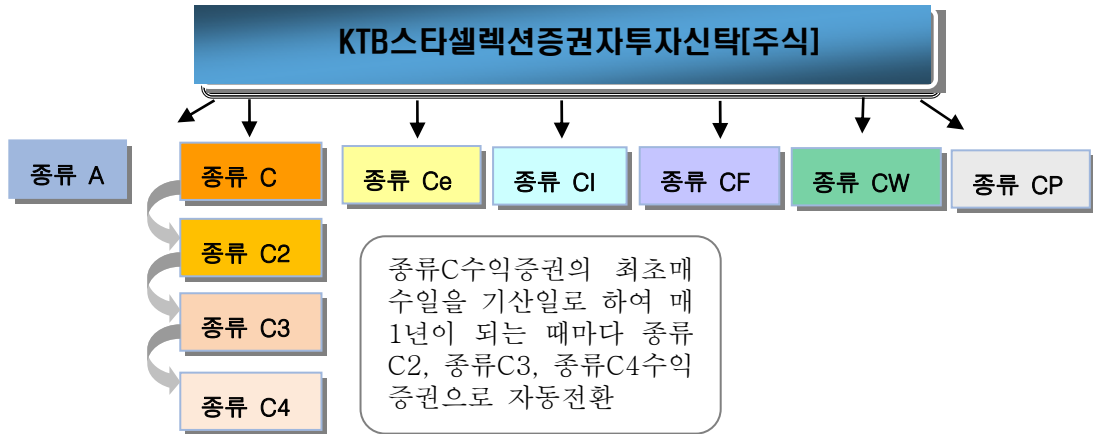 KTB스타셀렉션증권자투자신탁[주식]
종류 A
종류 C
종류 Ce
종류 CI
종류 CF
종류 CW
종류 CP
종류 C2
종류 C3
종류 C4
종류C수익증권의 최초매
수일을 기산일로 하여 매
1년이 되는 때마다 종류
C2, 종류C3, 종류C4수익
증권으로 자동전환